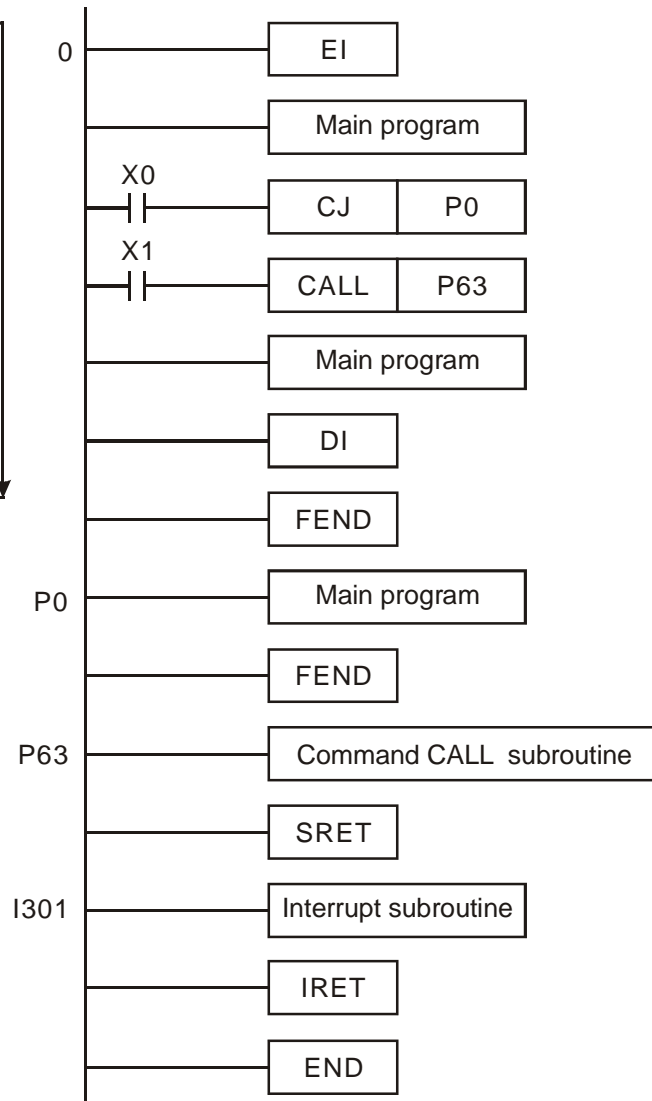 0 EI
Main program
X0
CJ P0
X1
CALL P63
Main program
DI
FEND
P0 Main program
FEND
P63 Command CALL subroutine
SRET
I301 Interrupt subroutine
IRET
END